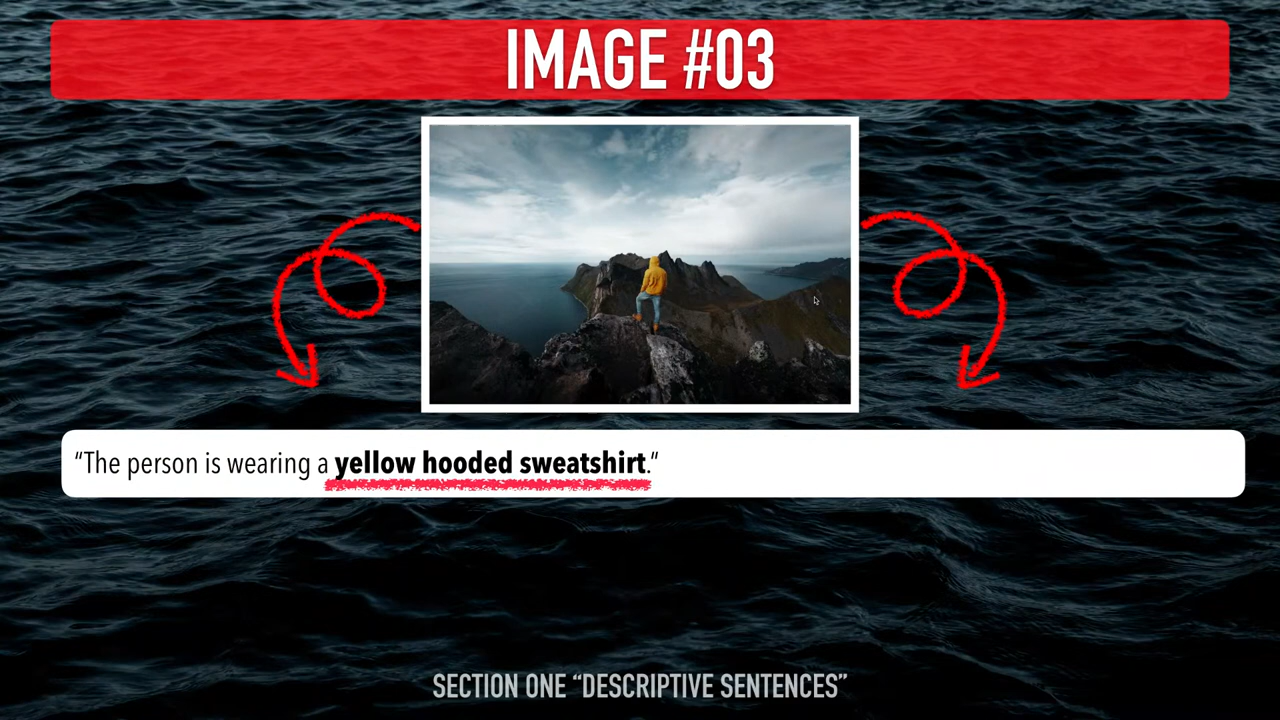 IMAGE #03
“The person is wearing a yellow hooded sweatshirt.“
SECTION ONE “DESCRIPTIVE SENTENCES”